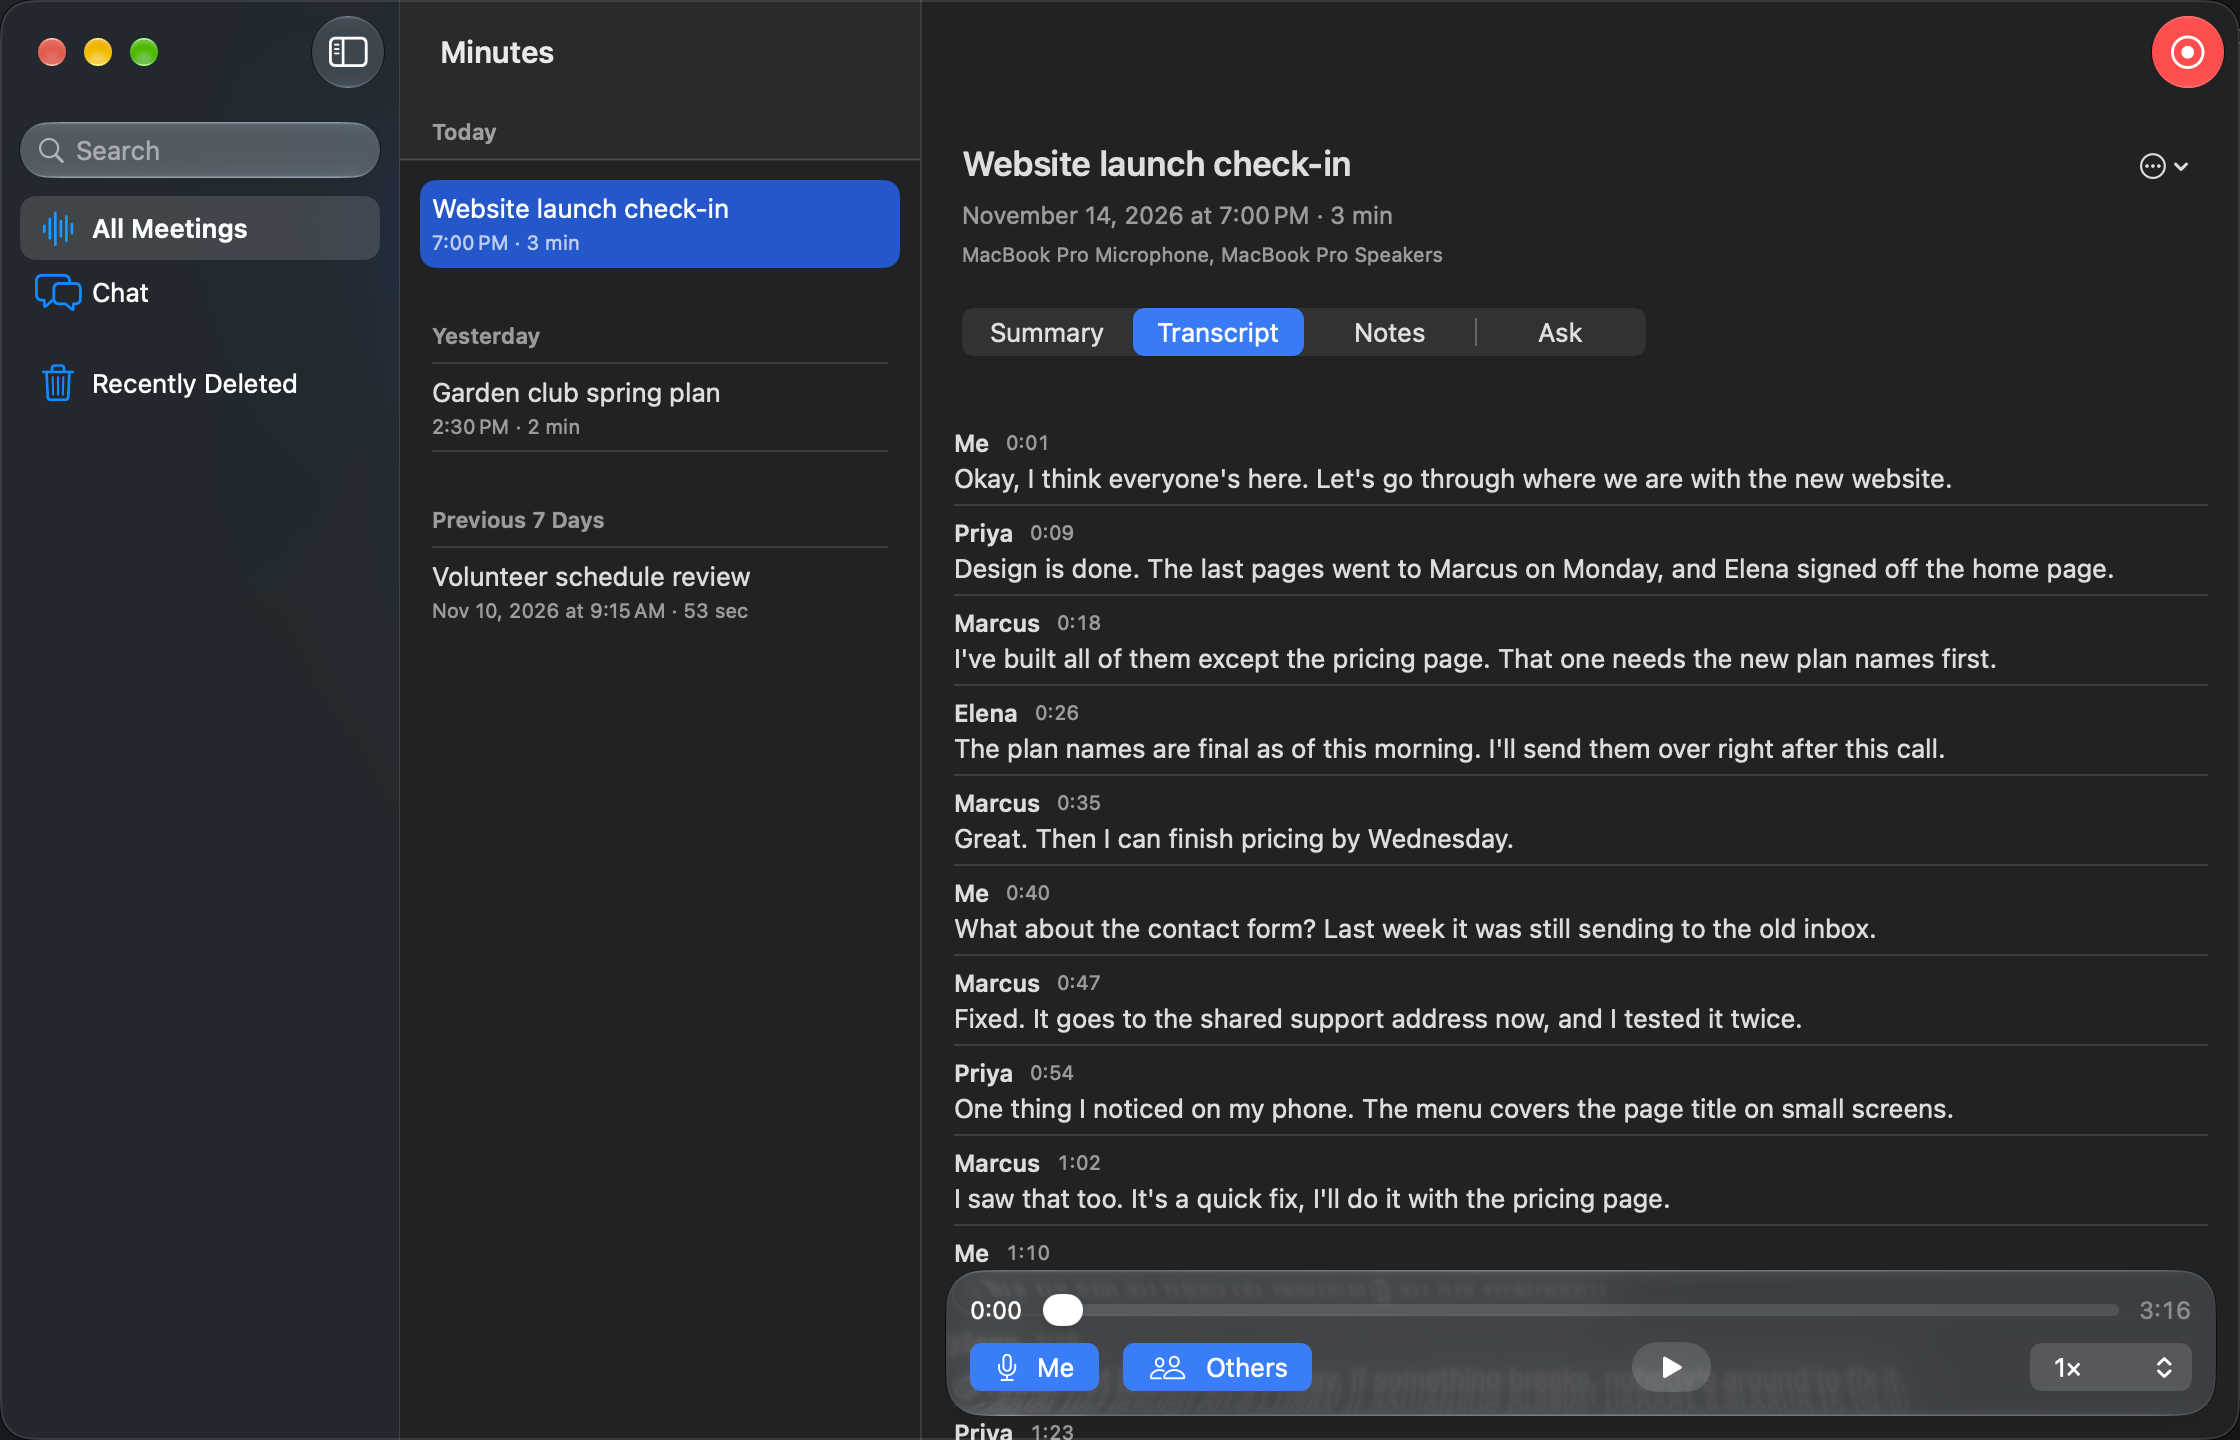 Search
All Meetings
Chat
Recently Deleted
Minutes
Today
Website launch check-in
7:00 PM · 3 min
Yesterday
Garden club spring plan
2:30 PM · 2 min
Previous 7 Days
Volunteer schedule review
Nov 10, 2026 at 9:15 AM · 53 sec
Website launch check-in
November 14, 2026 at 7:00 PM · 3 min
MacBook Pro Microphone, MacBook Pro Speakers
Summary Transcript Notes Ask
Me 0:01
Okay, I think everyone's here. Let's go through where we are with the new website.
Priya 0:09
Design is done. The last pages went to Marcus on Monday, and Elena signed off the home page.
Marcus 0:18
I've built all of them except the pricing page. That one needs the new plan names first.
Elena 0:26
The plan names are final as of this morning. I'll send them over right after this call.
Marcus 0:35
Great. Then I can finish pricing by Wednesday.
Me 0:40
What about the contact form? Last week it was still sending to the old inbox.
Marcus 0:47
Fixed. It goes to the shared support address now, and I tested it twice.
Priya 0:54
One thing I noticed on my phone. The menu covers the page title on small screens.
Marcus 1:02
I saw that too. It's a quick fix, I'll do it with the pricing page.
Me 1:10
0:00 3:16
Me Others 1x
If something breaks, nobody's around to fix it.
Priya 1:23